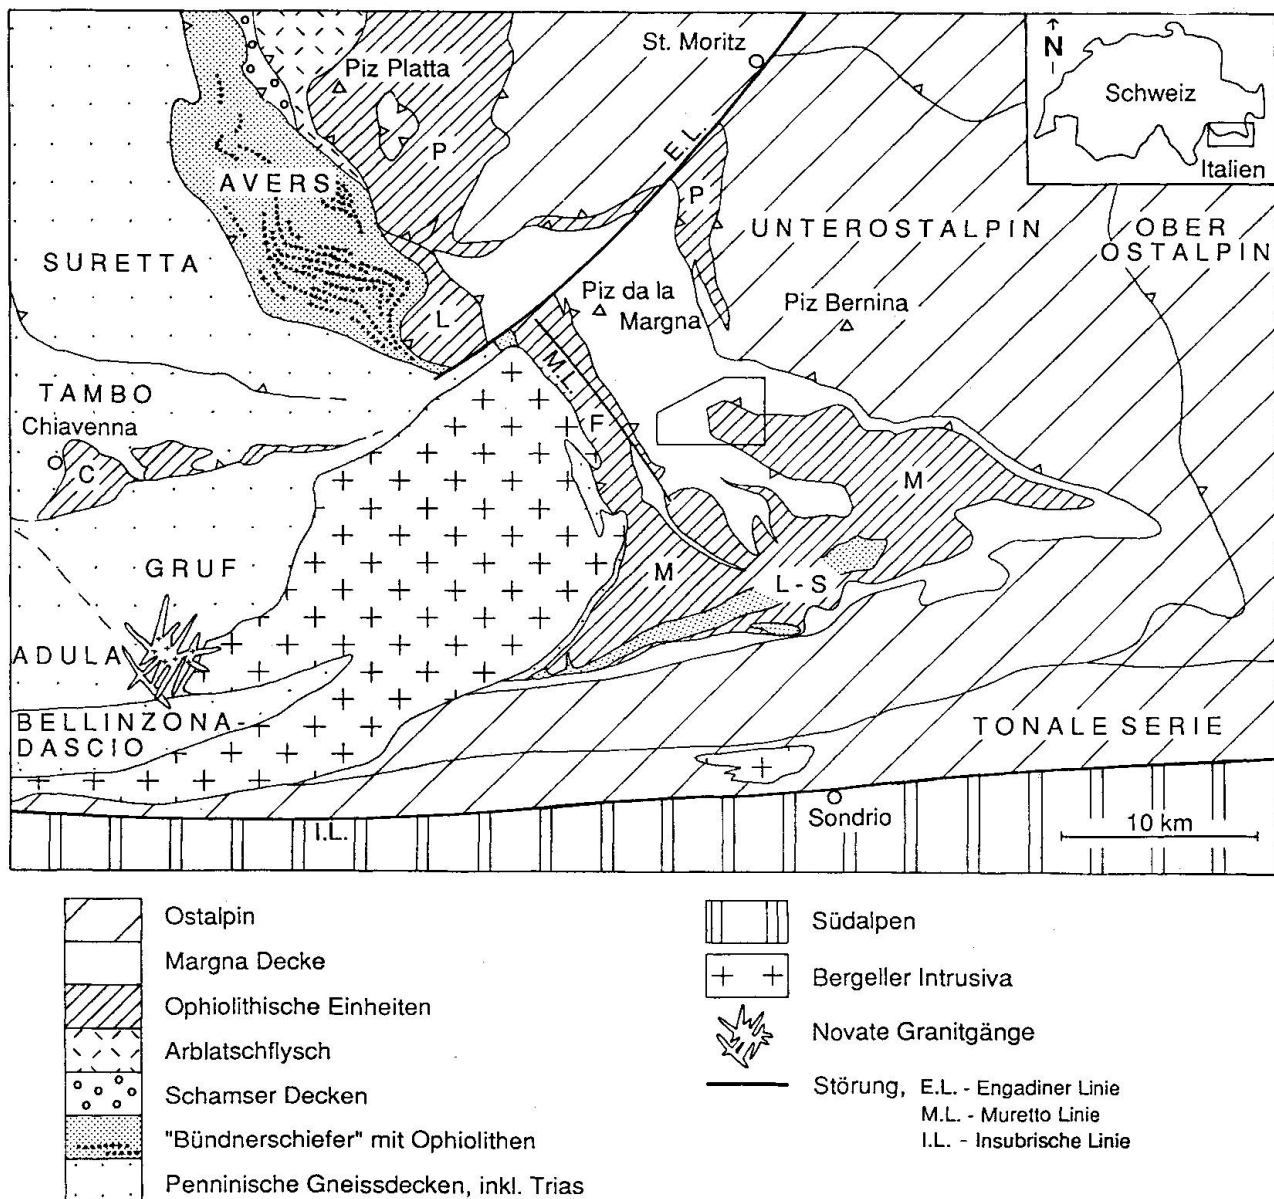 St. Moritz
N
Schweiz
Italien
Piz Platta
E.L.
P
P
AVERS
UNTEROSTALPIN
OBER
OSTALPIN
SURETTA
Piz da la
Margna
Piz Bernina
L
M.L.
TAMBO
Chiavenna
F
C
M
GRUF
M
L - S
ADULA
BELLINZONA-
DASCIO
TONALE SERIE
Sondrio
10 km
I.L.
Ostalpin
Margna Decke
Ophiolithische Einheiten
Arblatschflysch
Schamser Decken
"Bündnerschiefer" mit Ophiolithen
Penninische Gneissdecken, inkl. Trias
Südalpen
Bergeller Intrusiva
Novate Granitgänge
Störung, E.L. - Engadiner Linie
M.L. - Muretto Linie
I.L. - Insubrische Linie